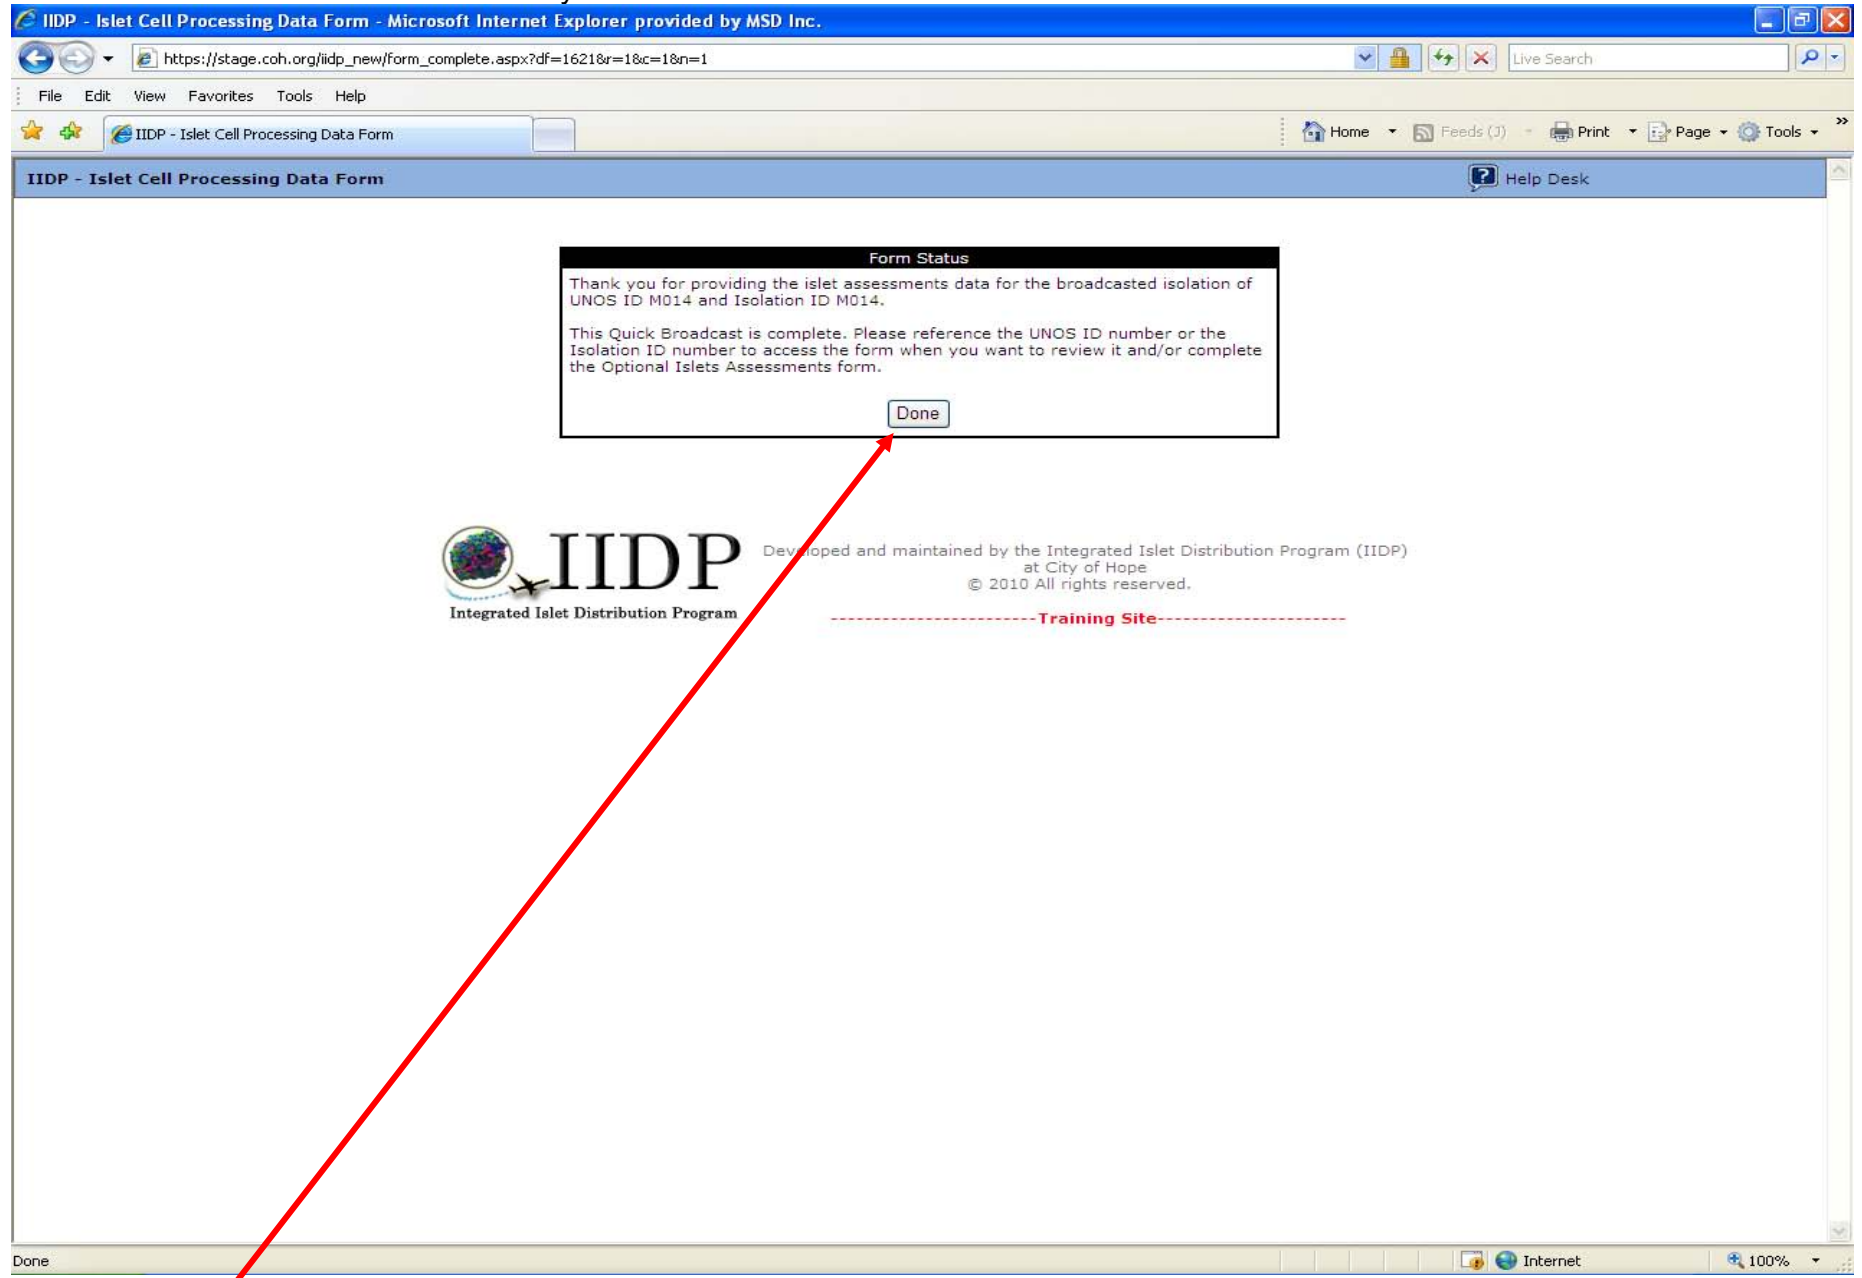 IIDP - Islet Cell Processing Data Form - Microsoft Internet Explorer provided by MSD Inc.
https://stage.coh.org/iidp_new/form_complete.aspx?df=1621&r=1&c=1&n=1
Live Search
File Edit View Favorites Tools Help
IIDP - Islet Cell Processing Data Form
Home Feeds (J) Print Page Tools »
IIDP - Islet Cell Processing Data Form
Help Desk
Form Status
Thank you for providing the islet assessments data for the broadcasted isolation of
UNOS ID M014 and Isolation ID M014.
This Quick Broadcast is complete. Please reference the UNOS ID number or the
Isolation ID number to access the form when you want to review it and/or complete
the Optional Islets Assessments form.
Done
IIDP
Integrated Islet Distribution Program
Developed and maintained by the Integrated Islet Distribution Program (IIDP)
at City of Hope
© 2010 All rights reserved.
-----------------------Training Site---------------------
Done
Internet
100%